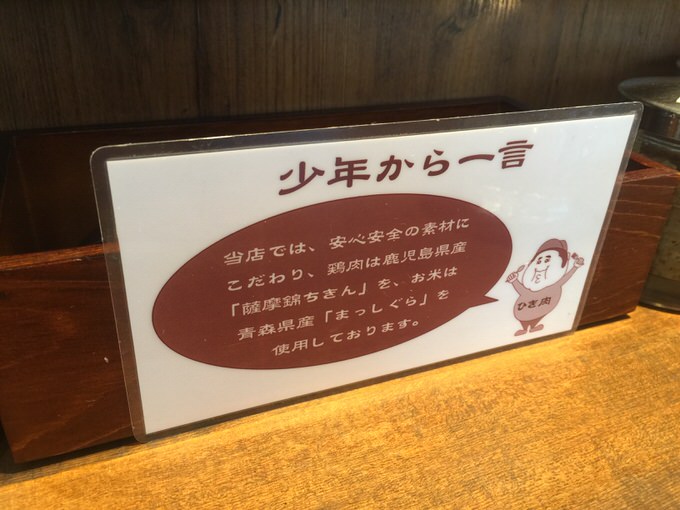 少年から一言
当店では、安心安全の素材に
こだわり、鶏肉は鹿児島県産
「薩摩錦ちきん」を、お米は
青森県産「まっしぐら」を
使用しております。
ひき肉